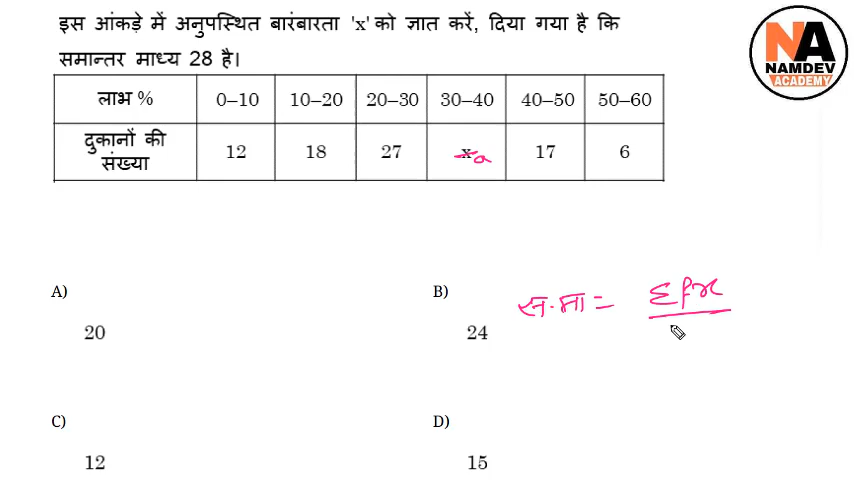 इस आंकड़े में अनुपस्थित बारंबारता 'x' को ज्ञात करें, दिया गया है कि
समान्तर माध्य 28 है।
NA
NAMDEV
ACADEMY
लाभ % 0–10 10–20 20–30 30–40 40–50 50–60
दुकानों की संख्या 12 18 27 x a 17 6
A)
20
B)
24
स.मा = Σfx
C)
12
D)
15